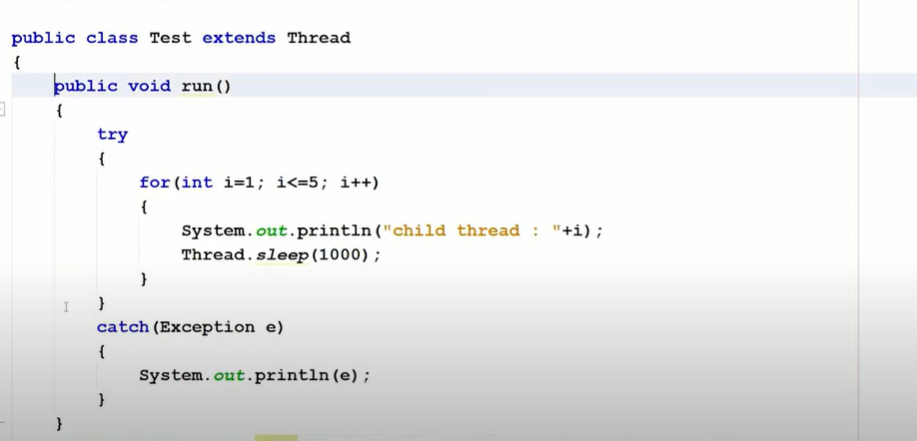 public class Test extends Thread
{
public void run()
{
try
{
for(int i=1; i<=5; i++)
{
System.out.println("child thread : "+i);
Thread.sleep(1000);
}
}
catch(Exception e)
{
System.out.println(e);
}
}